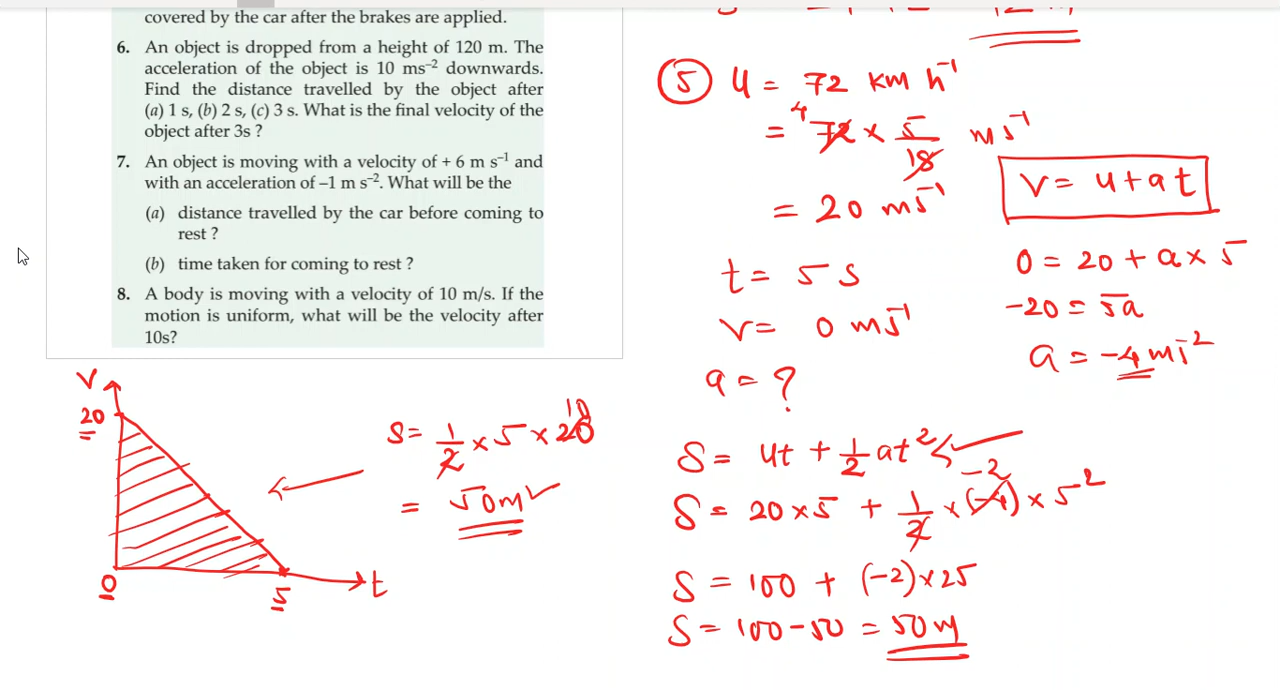 covered by the car after the brakes are applied.
6. An object is dropped from a height of 120 m. The
acceleration of the object is 10 ms⁻² downwards.
Find the distance travelled by the object after
(a) 1 s, (b) 2 s, (c) 3 s. What is the final velocity of the
object after 3s ?
7. An object is moving with a velocity of + 6 m s⁻¹ and
with an acceleration of –1 m s⁻². What will be the
(a) distance travelled by the car before coming to
rest ?
(b) time taken for coming to rest ?
8. A body is moving with a velocity of 10 m/s. If the
motion is uniform, what will be the velocity after
10s?
V
20
0
5
t
S = 1/2 × 5 × 20 10
= 50m
5 u = 72 km h⁻¹
= 4 72 × 5/18 ms⁻¹
= 20 ms⁻¹
t = 5 s
v = 0 ms⁻¹
a = ?
v = u + at
0 = 20 + a × 5
-20 = 5a
a = -4 ms⁻²
S = ut + 1/2 at²
S = 20 × 5 + 1/2 × (-4) -2 × 5²
S = 100 + (-2) × 25
S = 100 - 50 = 50m